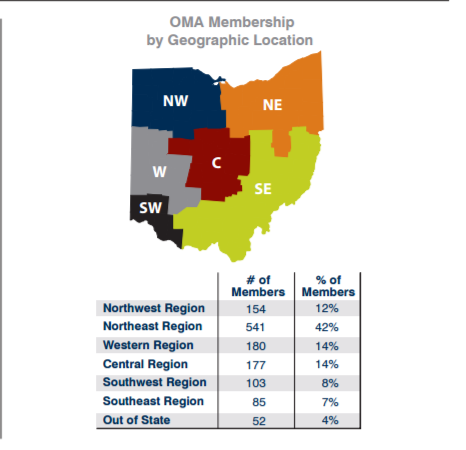 OMA Membership
by Geographic Location
NW
NE
C
W
SE
SW
# of % of
Members Members
Northwest Region 154 12%
Northeast Region 541 42%
Western Region 180 14%
Central Region 177 14%
Southwest Region 103 8%
Southeast Region 85 7%
Out of State 52 4%